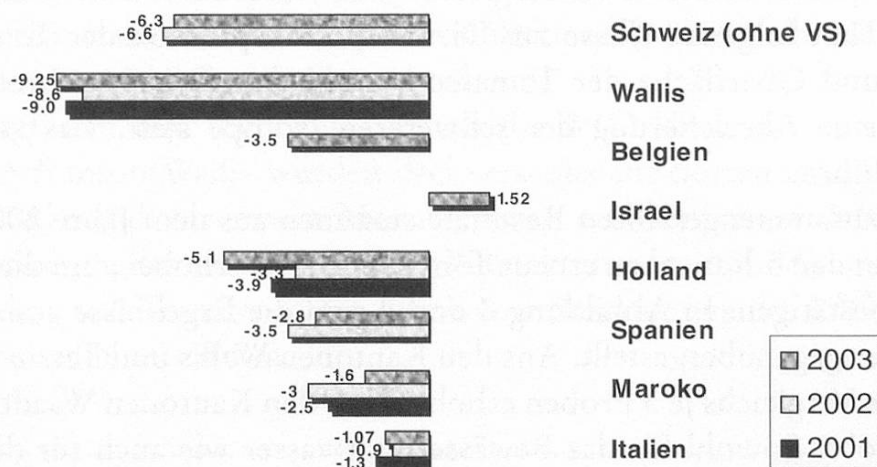 -6.3
-6.6
Schweiz (ohne VS)
-9.25
-8.6
-9.0
Wallis
-3.5
Belgien
1.52
Israel
-5.1
-3.3
-3.9
Holland
-2.8
-3.5
Spanien
-1.6
-3
-2.5
Maroko
-1.07
-0.9
-1.3
Italien
2003
2002
2001